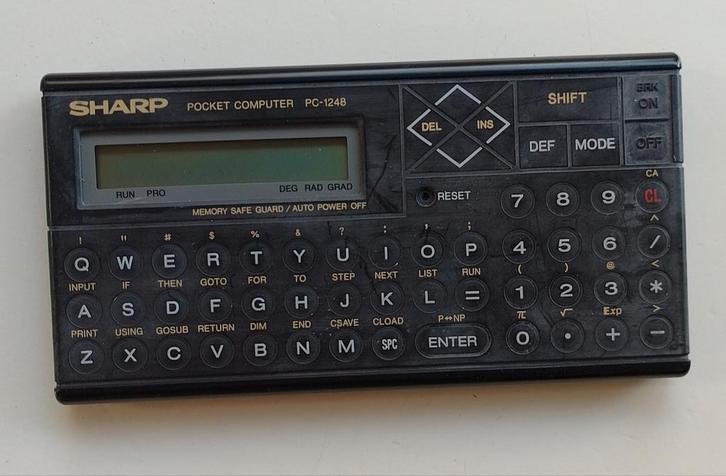 SHARP POCKET COMPUTER PC-1248
DEL INS
SHIFT
BRK
ON
DEF MODE OFF
RUN PRO DEG RAD GRAD
MEMORY SAFE GUARD / AUTO POWER OFF
RESET
CA
7 8 9 CL
! " # $ % & ? : , ; ^
Q W E R T Y U I O P 4 5 6 /
INPUT IF THEN GOTO FOR TO STEP NEXT LIST RUN ( ) @ <
A S D F G H J K L = 1 2 3 *
PRINT USING GOSUB RETURN DIM END CSAVE CLOAD P↔NP π √ Exp >
Z X C V B N M SPC ENTER 0 • + −